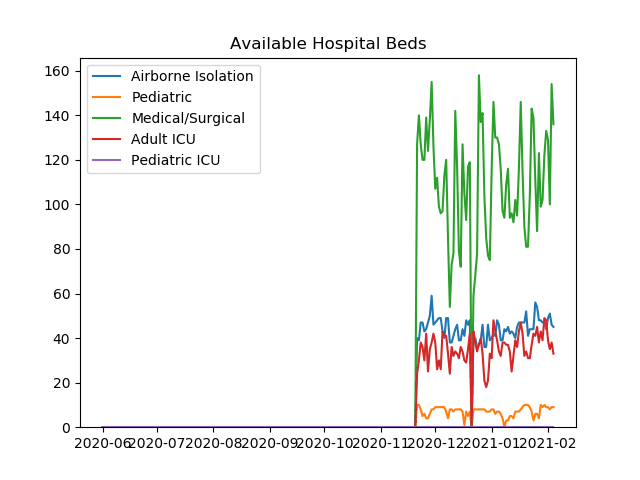 Available Hospital Beds
160
140
120
100
80
60
40
20
0
Airborne Isolation
Pediatric
Medical/Surgical
Adult ICU
Pediatric ICU
2020-06 2020-07 2020-08 2020-09 2020-10 2020-11 2020-12 2021-01 2021-02